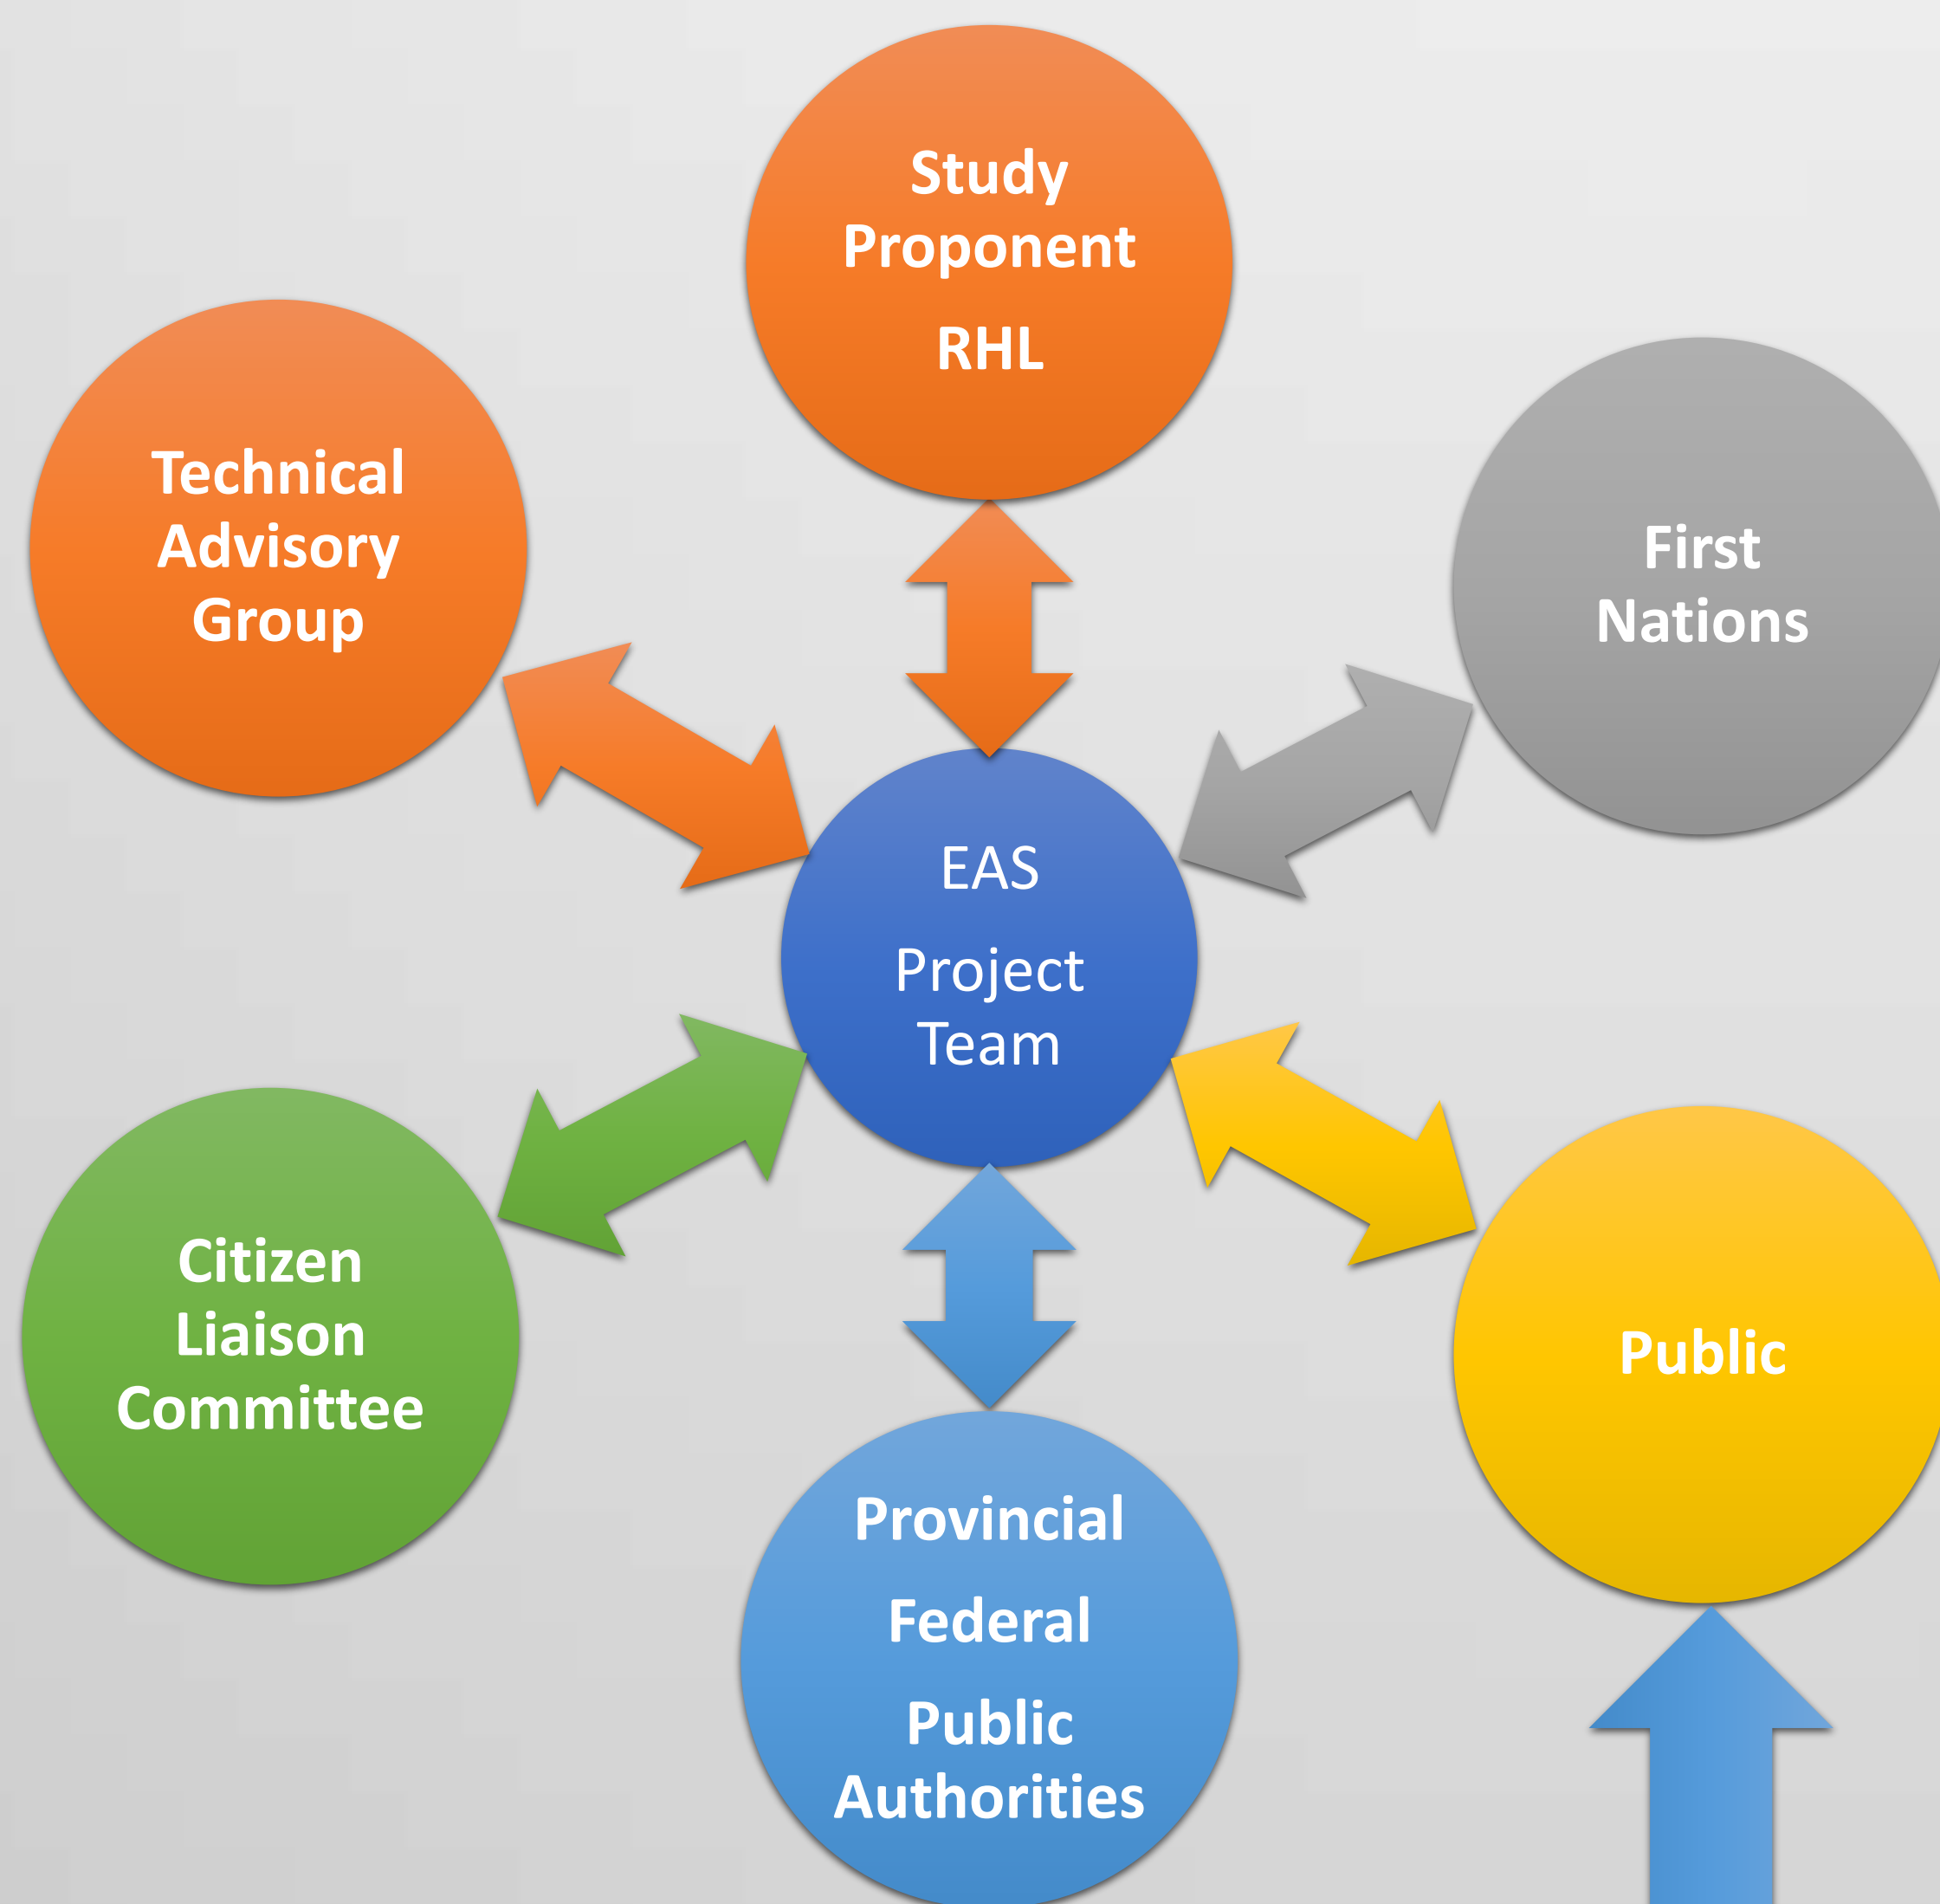 Study
Proponent
RHL
Technical
Advisory
Group
First
Nations
EAS
Project
Team
Citizen
Liaison
Committee
Public
Provincial
Federal
Public
Authorities